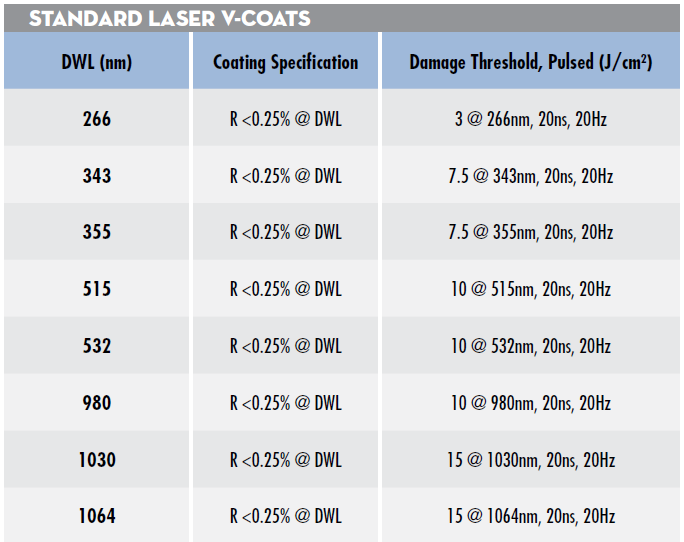 STANDARD LASER V-COATS
DWL (nm) Coating Specification Damage Threshold, Pulsed (J/cm²)
266 R <0.25% @ DWL 3 @ 266nm, 20ns, 20Hz
343 R <0.25% @ DWL 7.5 @ 343nm, 20ns, 20Hz
355 R <0.25% @ DWL 7.5 @ 355nm, 20ns, 20Hz
515 R <0.25% @ DWL 10 @ 515nm, 20ns, 20Hz
532 R <0.25% @ DWL 10 @ 532nm, 20ns, 20Hz
980 R <0.25% @ DWL 10 @ 980nm, 20ns, 20Hz
1030 R <0.25% @ DWL 15 @ 1030nm, 20ns, 20Hz
1064 R <0.25% @ DWL 15 @ 1064nm, 20ns, 20Hz